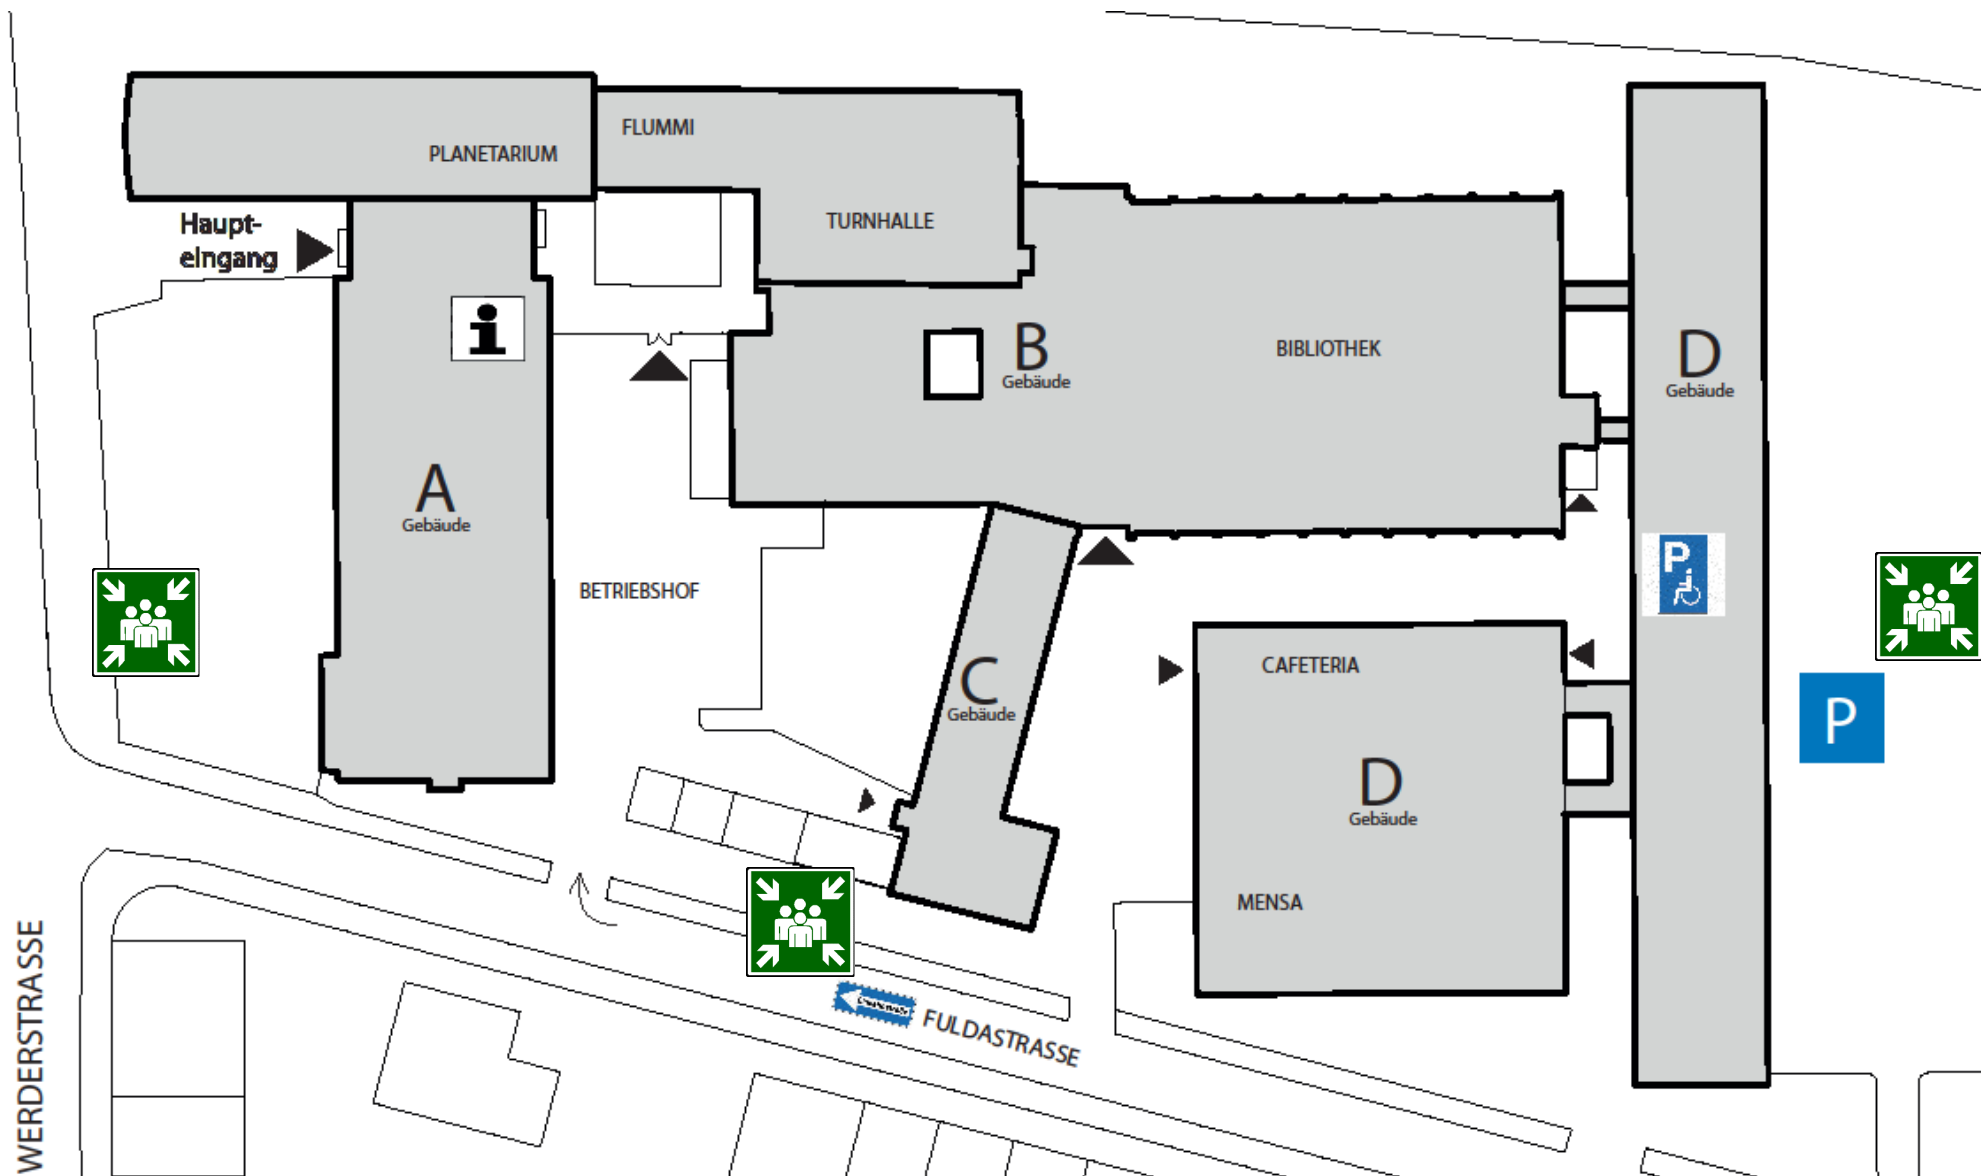 FLUMMI
PLANETARIUM
Haupt-
eingang
TURNHALLE
i
B
Gebäude
BIBLIOTHEK
D
Gebäude
A
Gebäude
BETRIEBSHOF
P
C
Gebäude
CAFETERIA
P
D
Gebäude
MENSA
FULDASTRASSE
WERDERSTRASSE